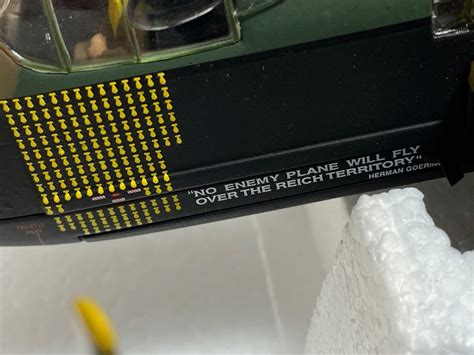 "NO ENEMY PLANE WILL FLY
OVER THE REICH TERRITORY"
HERMAN GOERING